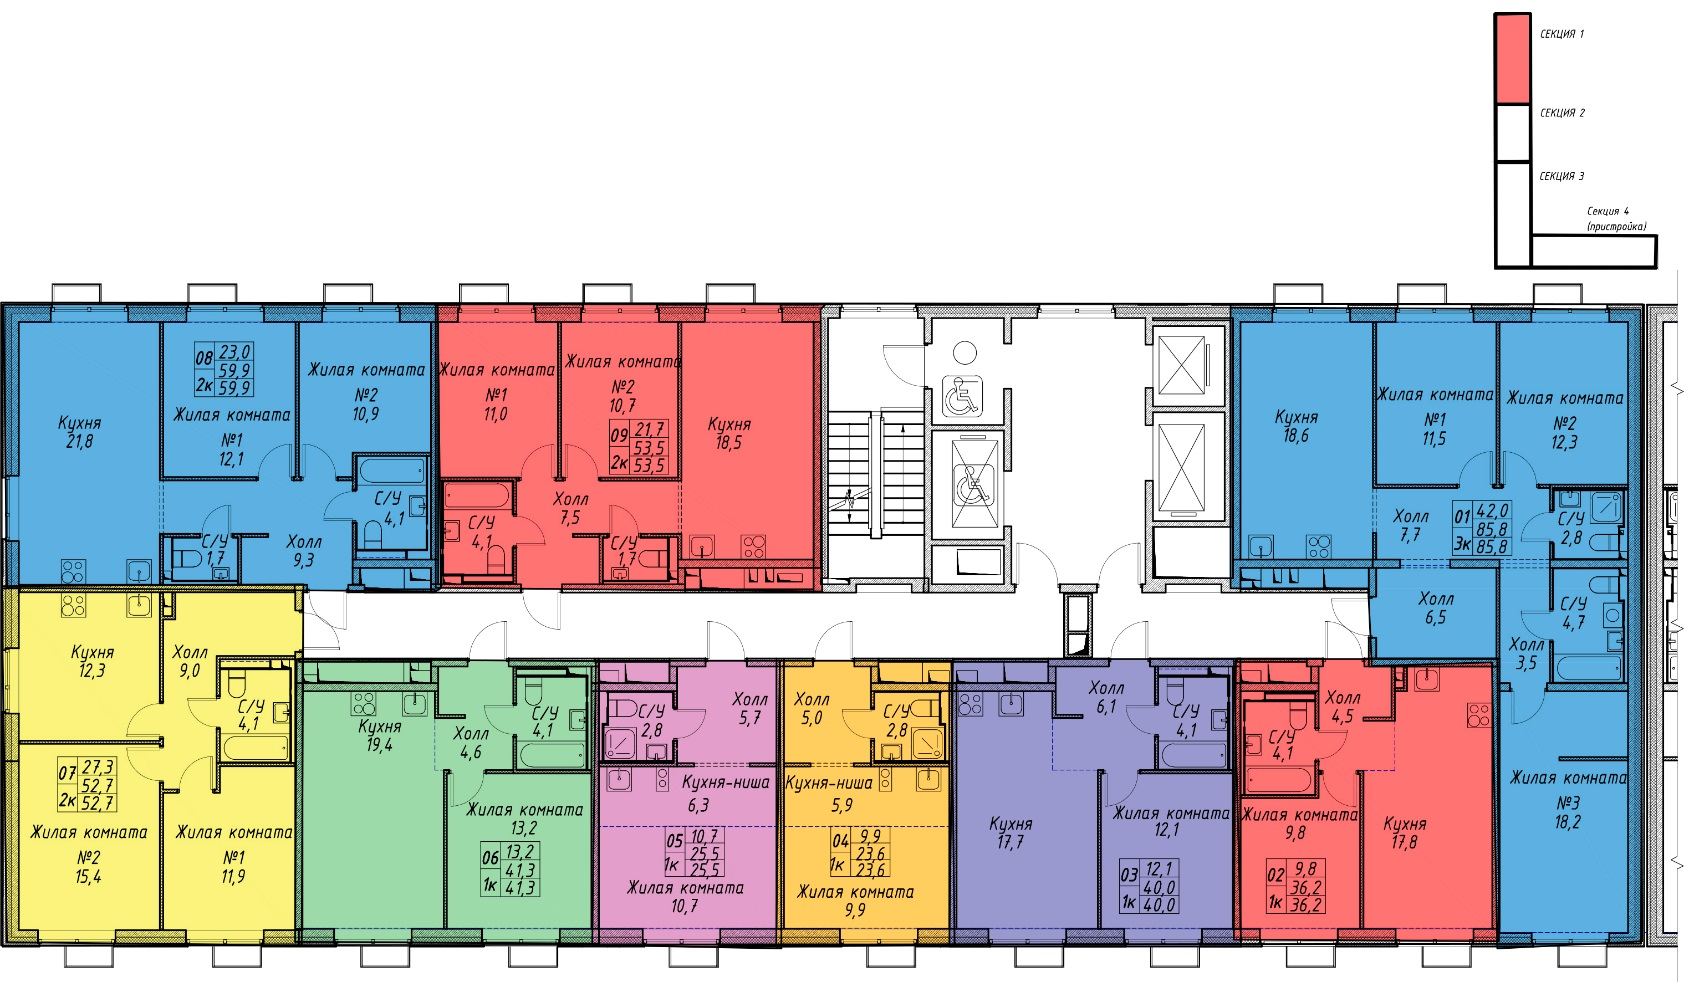 СЕКЦИЯ 1
СЕКЦИЯ 2
СЕКЦИЯ 3
Секция 4
(пристройка)
Кухня
21,8
08
2к
23,0
59,9
59,9
Жилая комната
№1
12,1
Жилая комната
№2
10,9
С/У
4,1
С/У
1,7
Холл
9,3
Жилая комната
№1
11,0
Жилая комната
№2
10,7
09
2к
21,7
53,5
53,5
Кухня
18,5
Холл
7,5
С/У
4,1
С/У
1,7
Кухня
18,6
Жилая комната
№1
11,5
Жилая комната
№2
12,3
Холл
7,7
01
3к
42,0
85,8
85,8
С/У
2,8
Холл
6,5
С/У
4,7
Холл
3,5
Жилая комната
№3
18,2
Кухня
12,3
Холл
9,0
С/У
4,1
07
2к
27,3
52,7
52,7
Жилая комната
№2
15,4
Жилая комната
№1
11,9
Кухня
19,4
Холл
4,6
С/У
4,1
Жилая комната
13,2
06
1к
13,2
41,3
41,3
С/У
2,8
Холл
5,7
Кухня-ниша
6,3
05
1к
10,7
25,5
25,5
Жилая комната
10,7
Холл
5,0
С/У
2,8
Кухня-ниша
5,9
04
1к
9,9
23,6
23,6
Жилая комната
9,9
Холл
6,1
С/У
4,1
Кухня
17,7
Жилая комната
12,1
03
1к
12,1
40,0
40,0
Холл
4,5
С/У
4,1
Жилая комната
9,8
02
1к
9,8
36,2
36,2
Кухня
17,8